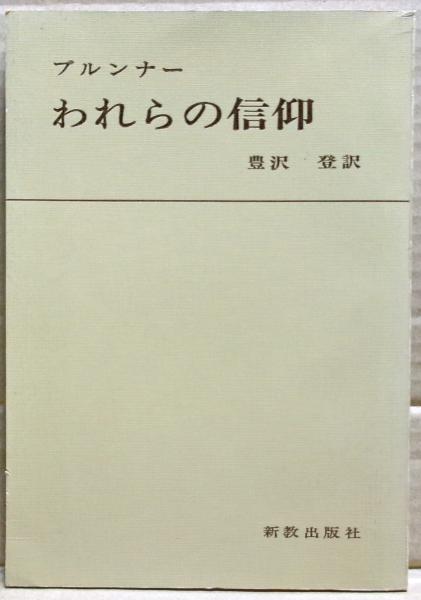 ブルンナー
われらの信仰
豊沢 登訳
新教出版社